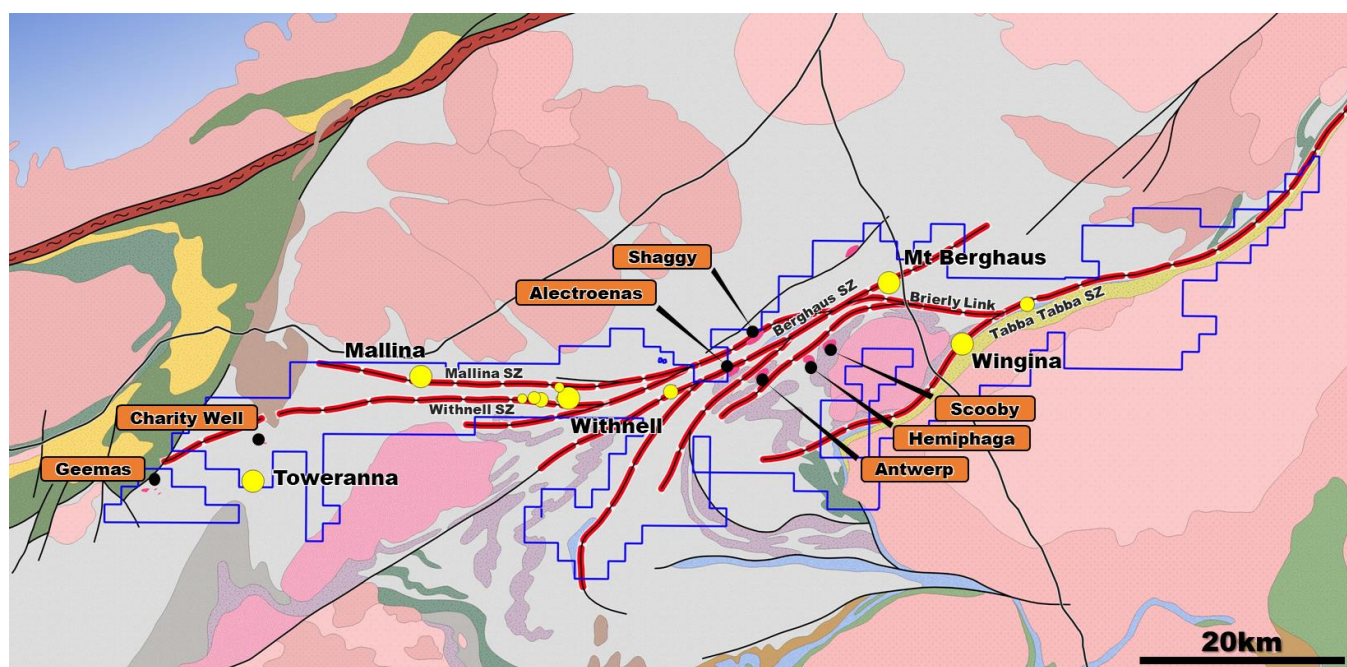 Shaggy
Mt Berghaus
Alectroenas
Berghaus SZ
Brierly Link
Tabba Tabba SZ
Mallina
Mallina SZ
Wingina
Withnell SZ
Withnell
Charity Well
Scooby
Hemiphaga
Geemas
Toweranna
Antwerp
20km